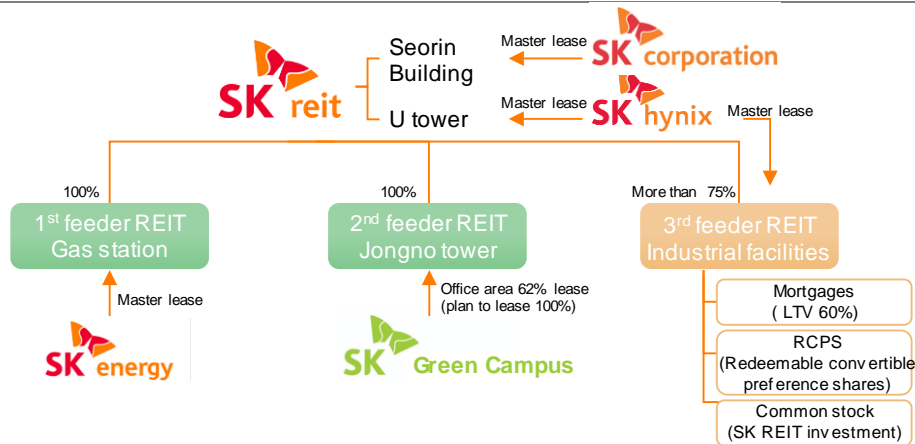 SK reit
Seorin
Building
U tower
Master lease
SK corporation
Master lease
SK hynix
Master lease
100%
100%
More than 75%
1st feeder REIT
Gas station
2nd feeder REIT
Jongno tower
3rd feeder REIT
Industrial facilities
Master lease
SK energy
Office area 62% lease
(plan to lease 100%)
SK Green Campus
Mortgages
( LTV 60%)
RCPS
(Redeemable convertible
preference shares)
Common stock
(SK REIT investment)